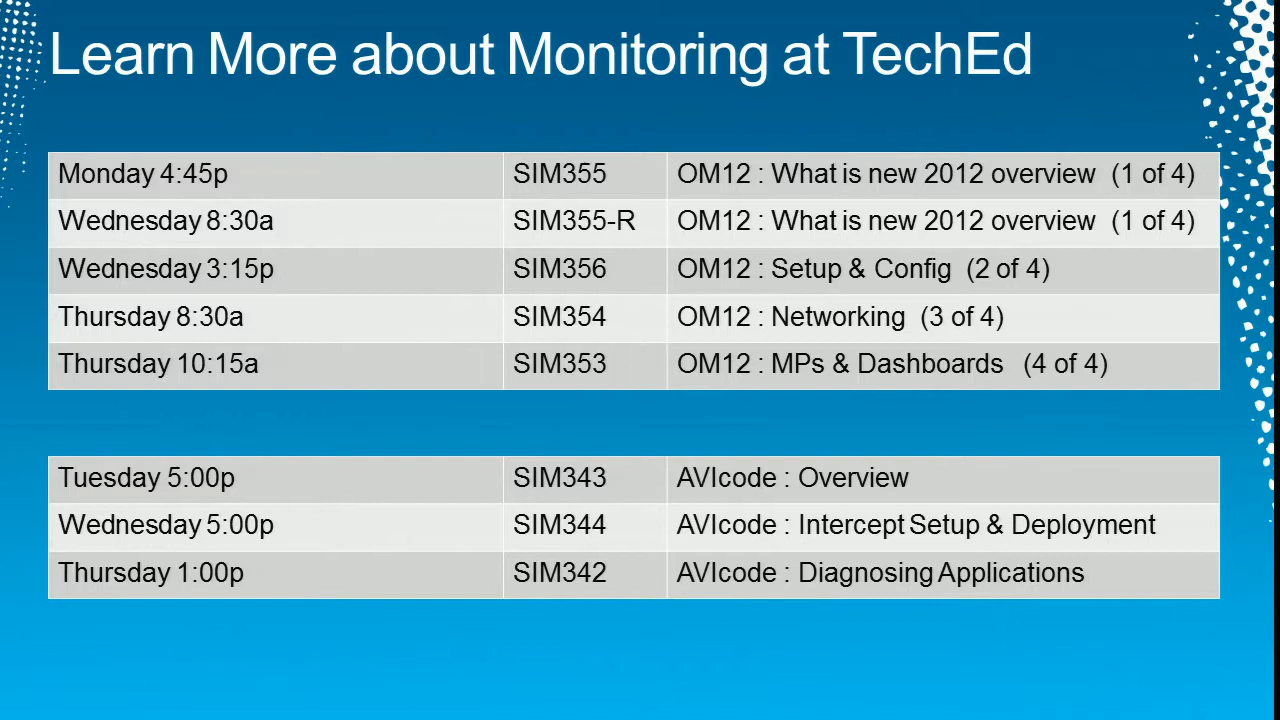 Learn More about Monitoring at TechEd
Monday 4:45p SIM355 OM12 : What is new 2012 overview (1 of 4)
Wednesday 8:30a SIM355-R OM12 : What is new 2012 overview (1 of 4)
Wednesday 3:15p SIM356 OM12 : Setup & Config (2 of 4)
Thursday 8:30a SIM354 OM12 : Networking (3 of 4)
Thursday 10:15a SIM353 OM12 : MPs & Dashboards (4 of 4)
Tuesday 5:00p SIM343 AVIcode : Overview
Wednesday 5:00p SIM344 AVIcode : Intercept Setup & Deployment
Thursday 1:00p SIM342 AVIcode : Diagnosing Applications